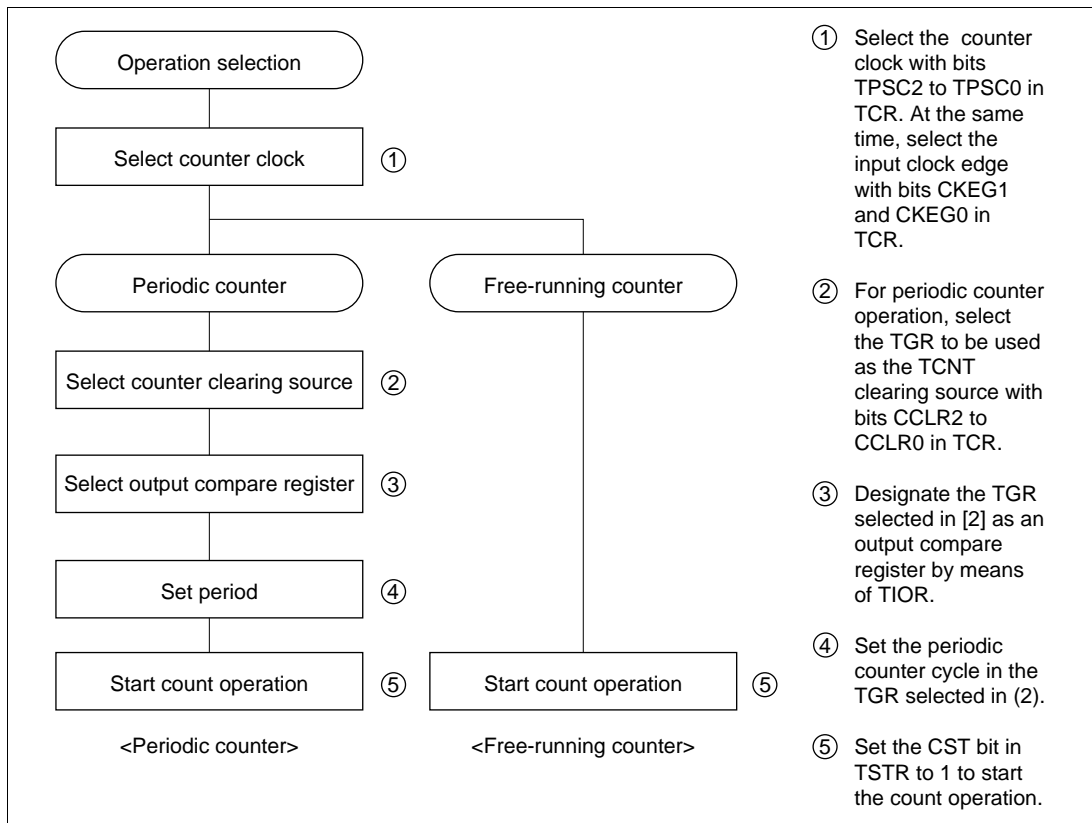 Operation selection
Select counter clock
①
Periodic counter
Free-running counter
Select counter clearing source
②
Select output compare register
③
Set period
④
Start count operation
⑤
Start count operation
⑤
<Periodic counter>
<Free-running counter>
① Select the counter
clock with bits
TPSC2 to TPSC0 in
TCR. At the same
time, select the
input clock edge
with bits CKEG1
and CKEG0 in
TCR.
② For periodic counter
operation, select
the TGR to be used
as the TCNT
clearing source with
bits CCLR2 to
CCLR0 in TCR.
③ Designate the TGR
selected in [2] as an
output compare
register by means
of TIOR.
④ Set the periodic
counter cycle in the
TGR selected in (2).
⑤ Set the CST bit in
TSTR to 1 to start
the count operation.